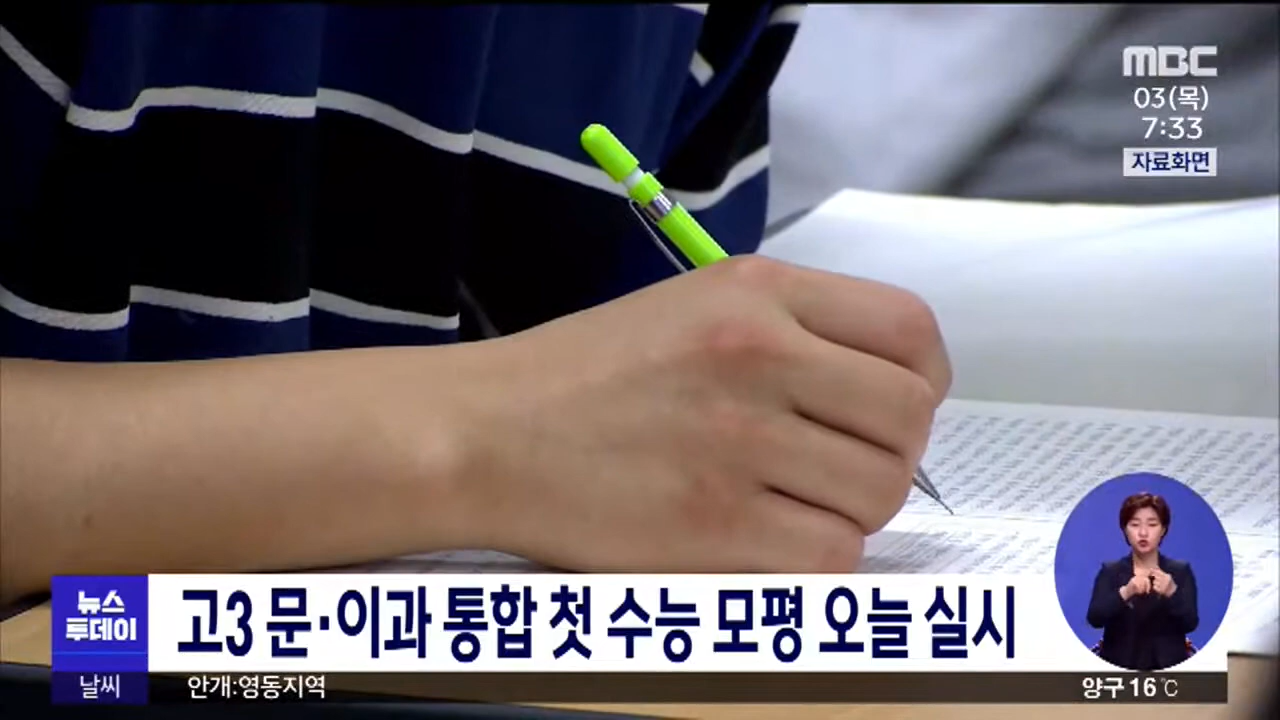 MBC
03(목)
7:33
자료화면
뉴스
투데이
고3 문·이과 통합 첫 수능 모평 오늘 실시
날씨
안개:영동지역
양구 16℃